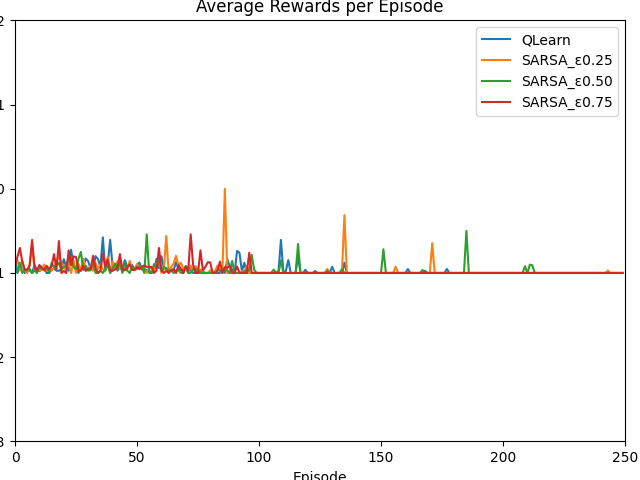 Average Rewards per Episode
QLearn
SARSA_ε0.25
SARSA_ε0.50
SARSA_ε0.75
2
1
0
1
2
3
0 50 100 150 200 250
Episode